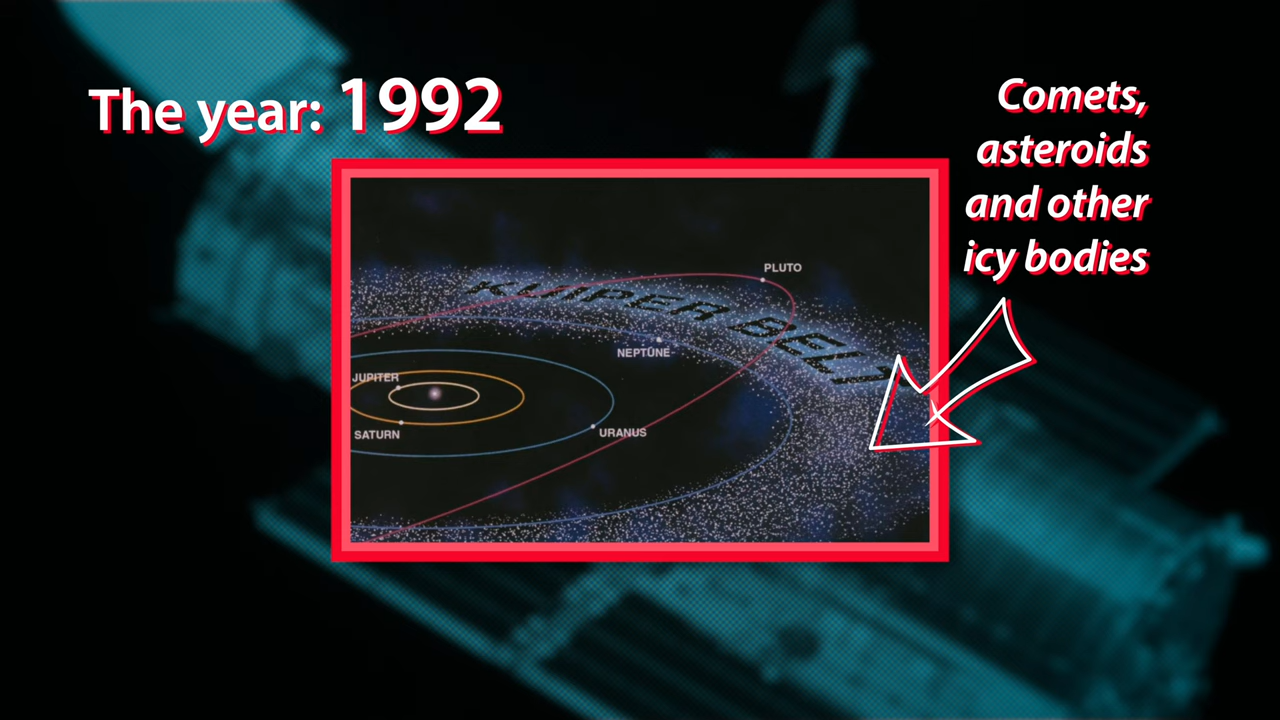 The year: 1992
Comets,
asteroids
and other
icy bodies
PLUTO
KUIPER BELT
NEPTUNE
JUPITER
SATURN
URANUS